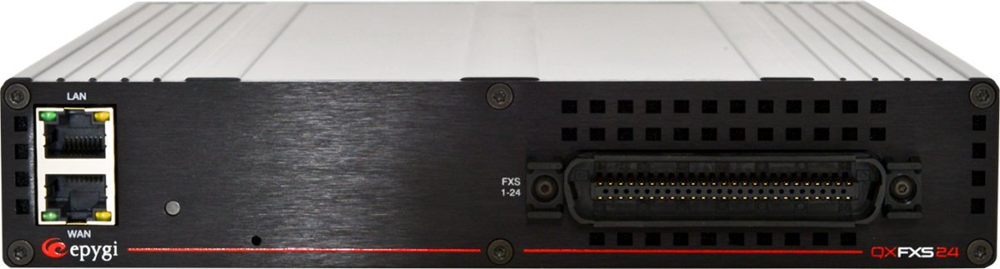 LAN
FXS
1-24
WAN
epygi
QXFXS24